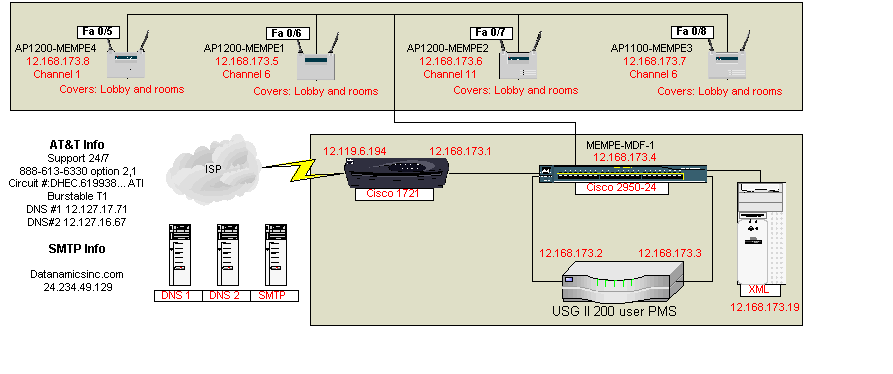 Fa 0/5
Fa 0/6
Fa 0/7
Fa 0/8
AP1200-MEMPE4
12.168.173.8
Channel 1
Covers: Lobby and rooms
AP1200-MEMPE1
12.168.173.5
Channel 6
Covers: Lobby and rooms
AP1200-MEMPE2
12.168.173.6
Channel 11
Covers: Lobby and rooms
AP1100-MEMPE3
12.168.173.7
Channel 6
Covers: Lobby and rooms
AT&T Info
Support 24/7
888-613-6330 option 2,1
Circuit #:DHEC.619938... ATI
Burstable T1
DNS #1 12.127.17.71
DNS#2 12.127.16.67
SMTP Info
Datanamicsinc.com
24.234.49.129
ISP
DNS 1
DNS 2
SMTP
12.119.6.194
12.168.173.1
Cisco 1721
MEMPE-MDF-1
12.168.173.4
Cisco 2950-24
12.168.173.2
12.168.173.3
USG II 200 user PMS
XML
12.168.173.19